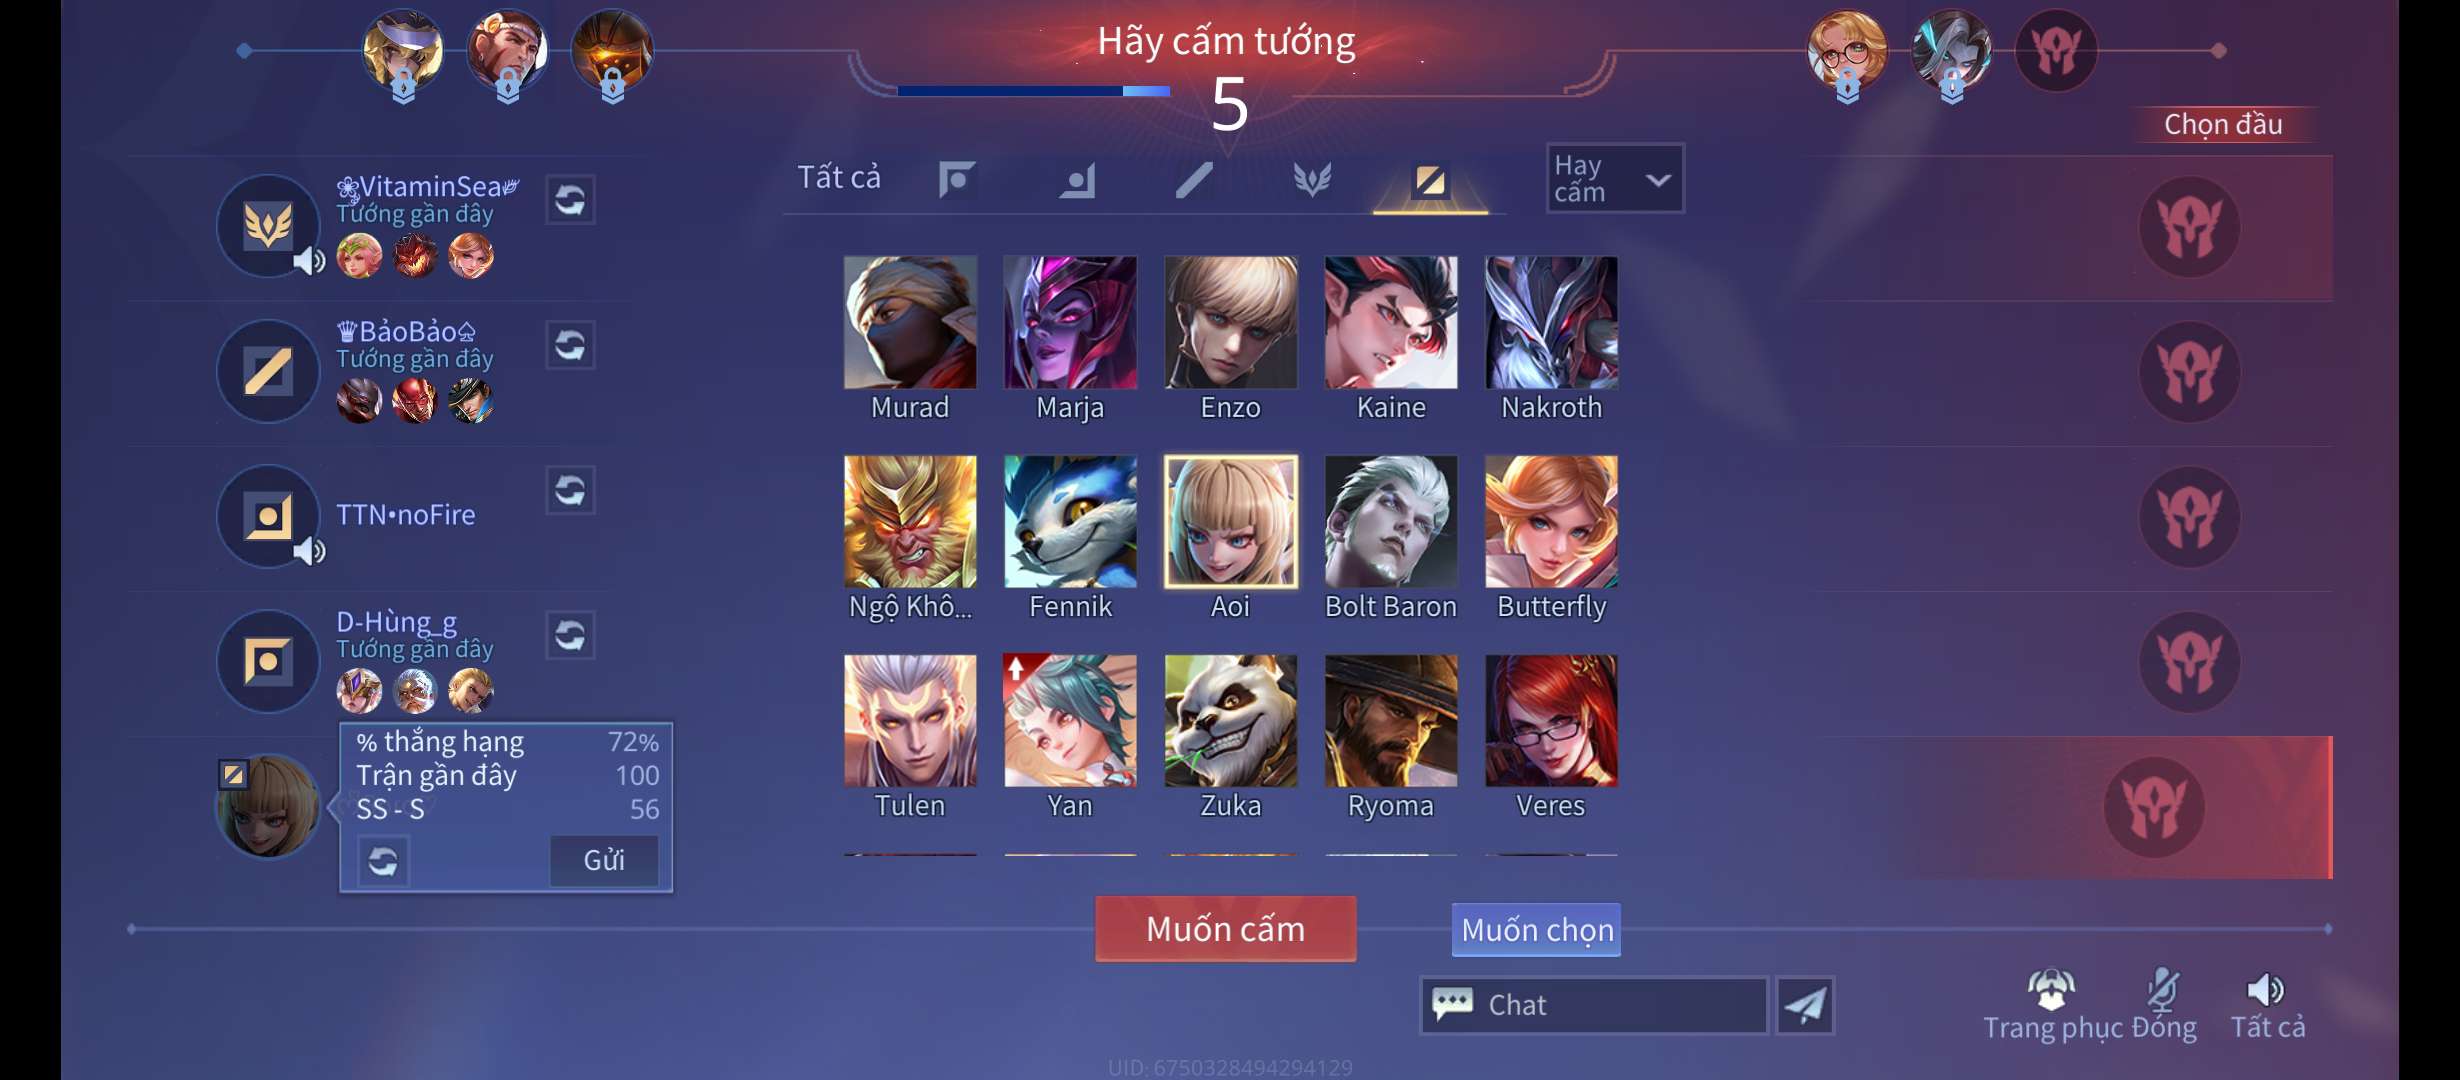 Hãy cấm tướng
5
Chọn đầu
Tất cả
Hay
cấm
❀VitaminSea
Tướng gần đây
♛BảoBảo♤
Tướng gần đây
TTN•noFire
D-Hùng_g
Tướng gần đây
% thắng hạng 72%
Trận gần đây 100
SS - S 56
Gửi
Murad Marja Enzo Kaine Nakroth
Ngộ Khô... Fennik Aoi Bolt Baron Butterfly
Tulen Yan Zuka Ryoma Veres
Muốn cấm
Muốn chọn
Chat
Trang phục Đóng Tất cả
UID: 6750328494294129